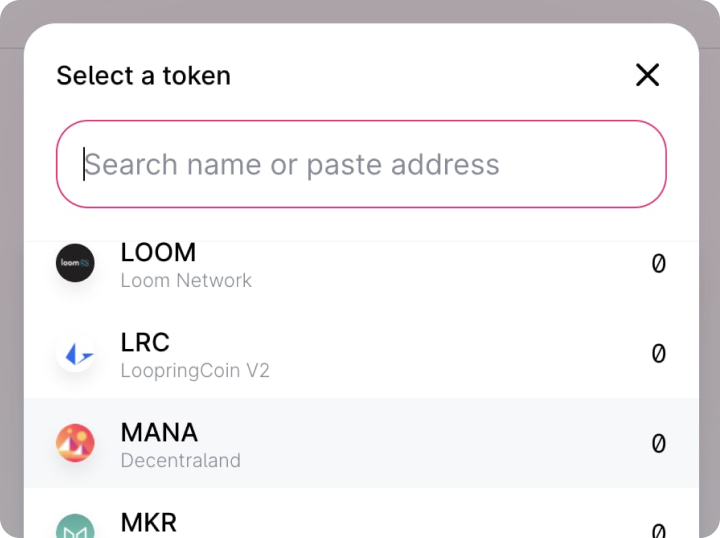 Select a token
Search name or paste address
LOOM
Loom Network
0
loom
LRC
LoopringCoin V2
0
MANA
Decentraland
0
MKR
0